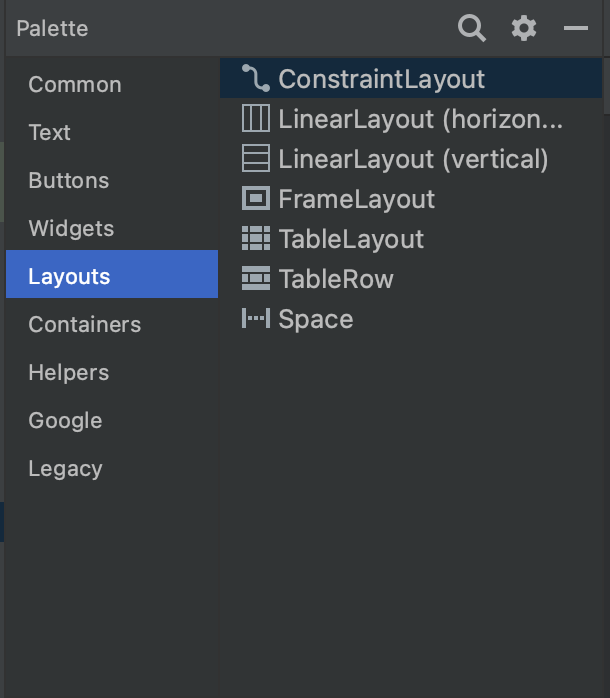 Palette
Common
Text
Buttons
Widgets
Layouts
Containers
Helpers
Google
Legacy
ConstraintLayout
LinearLayout (horizon...
LinearLayout (vertical)
FrameLayout
TableLayout
TableRow
Space